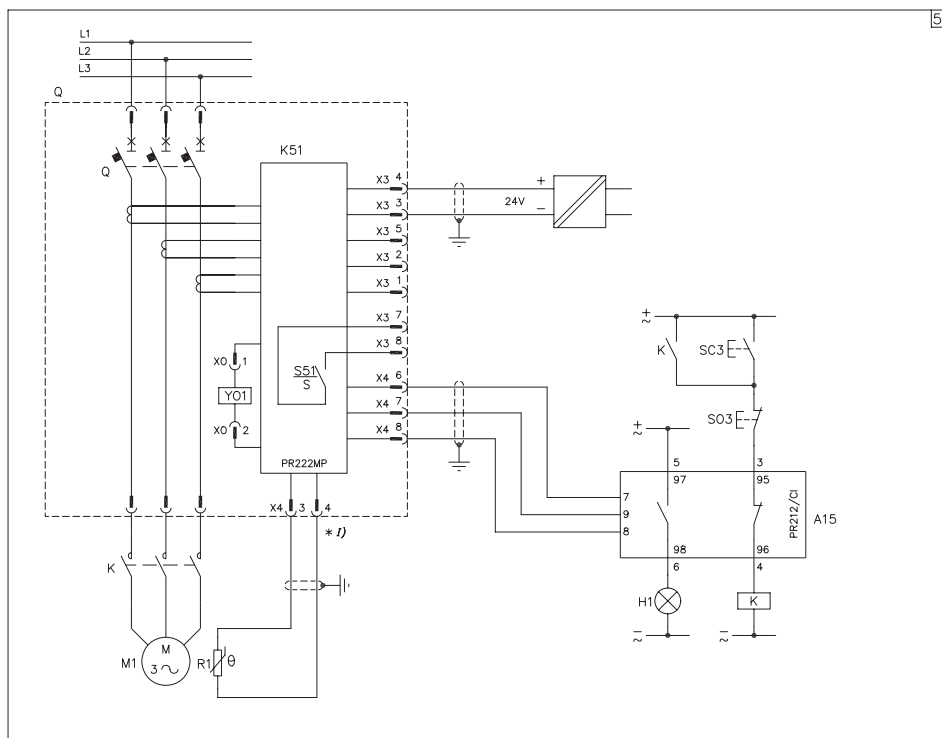 5
L1
L2
L3
Q
K51
Q
X3 4
X3 3
X3 5
X3 2
X3 1
X3 7
X3 8
X4 6
X4 7
X4 8
+
−
24V
S51
S
X0 1
Y01
X0 2
PR222MP
X4 3 4
* 1)
K
M1
M
3 ~
R1 θ
+
~
K
SC3
SO3
+
~
5 3
97 95
7
9
8
PR212/CI
A15
98 96
6 4
H1
K
−
~
−
~